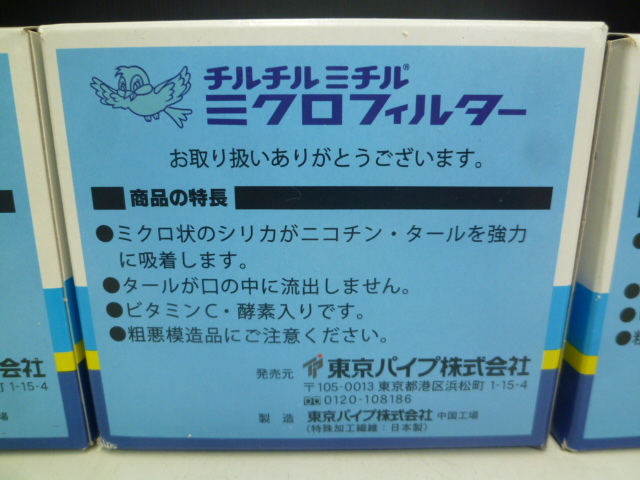 チルチルミチル®
ミクロフィルター
お取り扱いありがとうございます。
商品の特長
●ミクロ状のシリカがニコチン・タールを強力
に吸着します。
●タールが口の中に流出しません。
●ビタミンC・酵素入りです。
●粗悪模造品にご注意ください。
発売元 東京パイプ株式会社
〒105-0013 東京都港区浜松町 1-15-4
0120-108186
製造 東京パイプ株式会社 中国工場
(特殊加工繊維:日本製)
会社
町 1-15-4